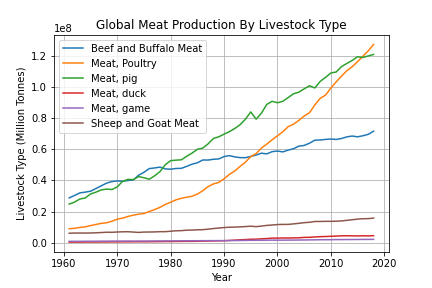 Global Meat Production By Livestock Type
1e8
Livestock Type (Million Tonnes)
1.2
1.0
0.8
0.6
0.4
0.2
0.0
Beef and Buffalo Meat
Meat, Poultry
Meat, pig
Meat, duck
Meat, game
Sheep and Goat Meat
1960 1970 1980 1990 2000 2010 2020
Year